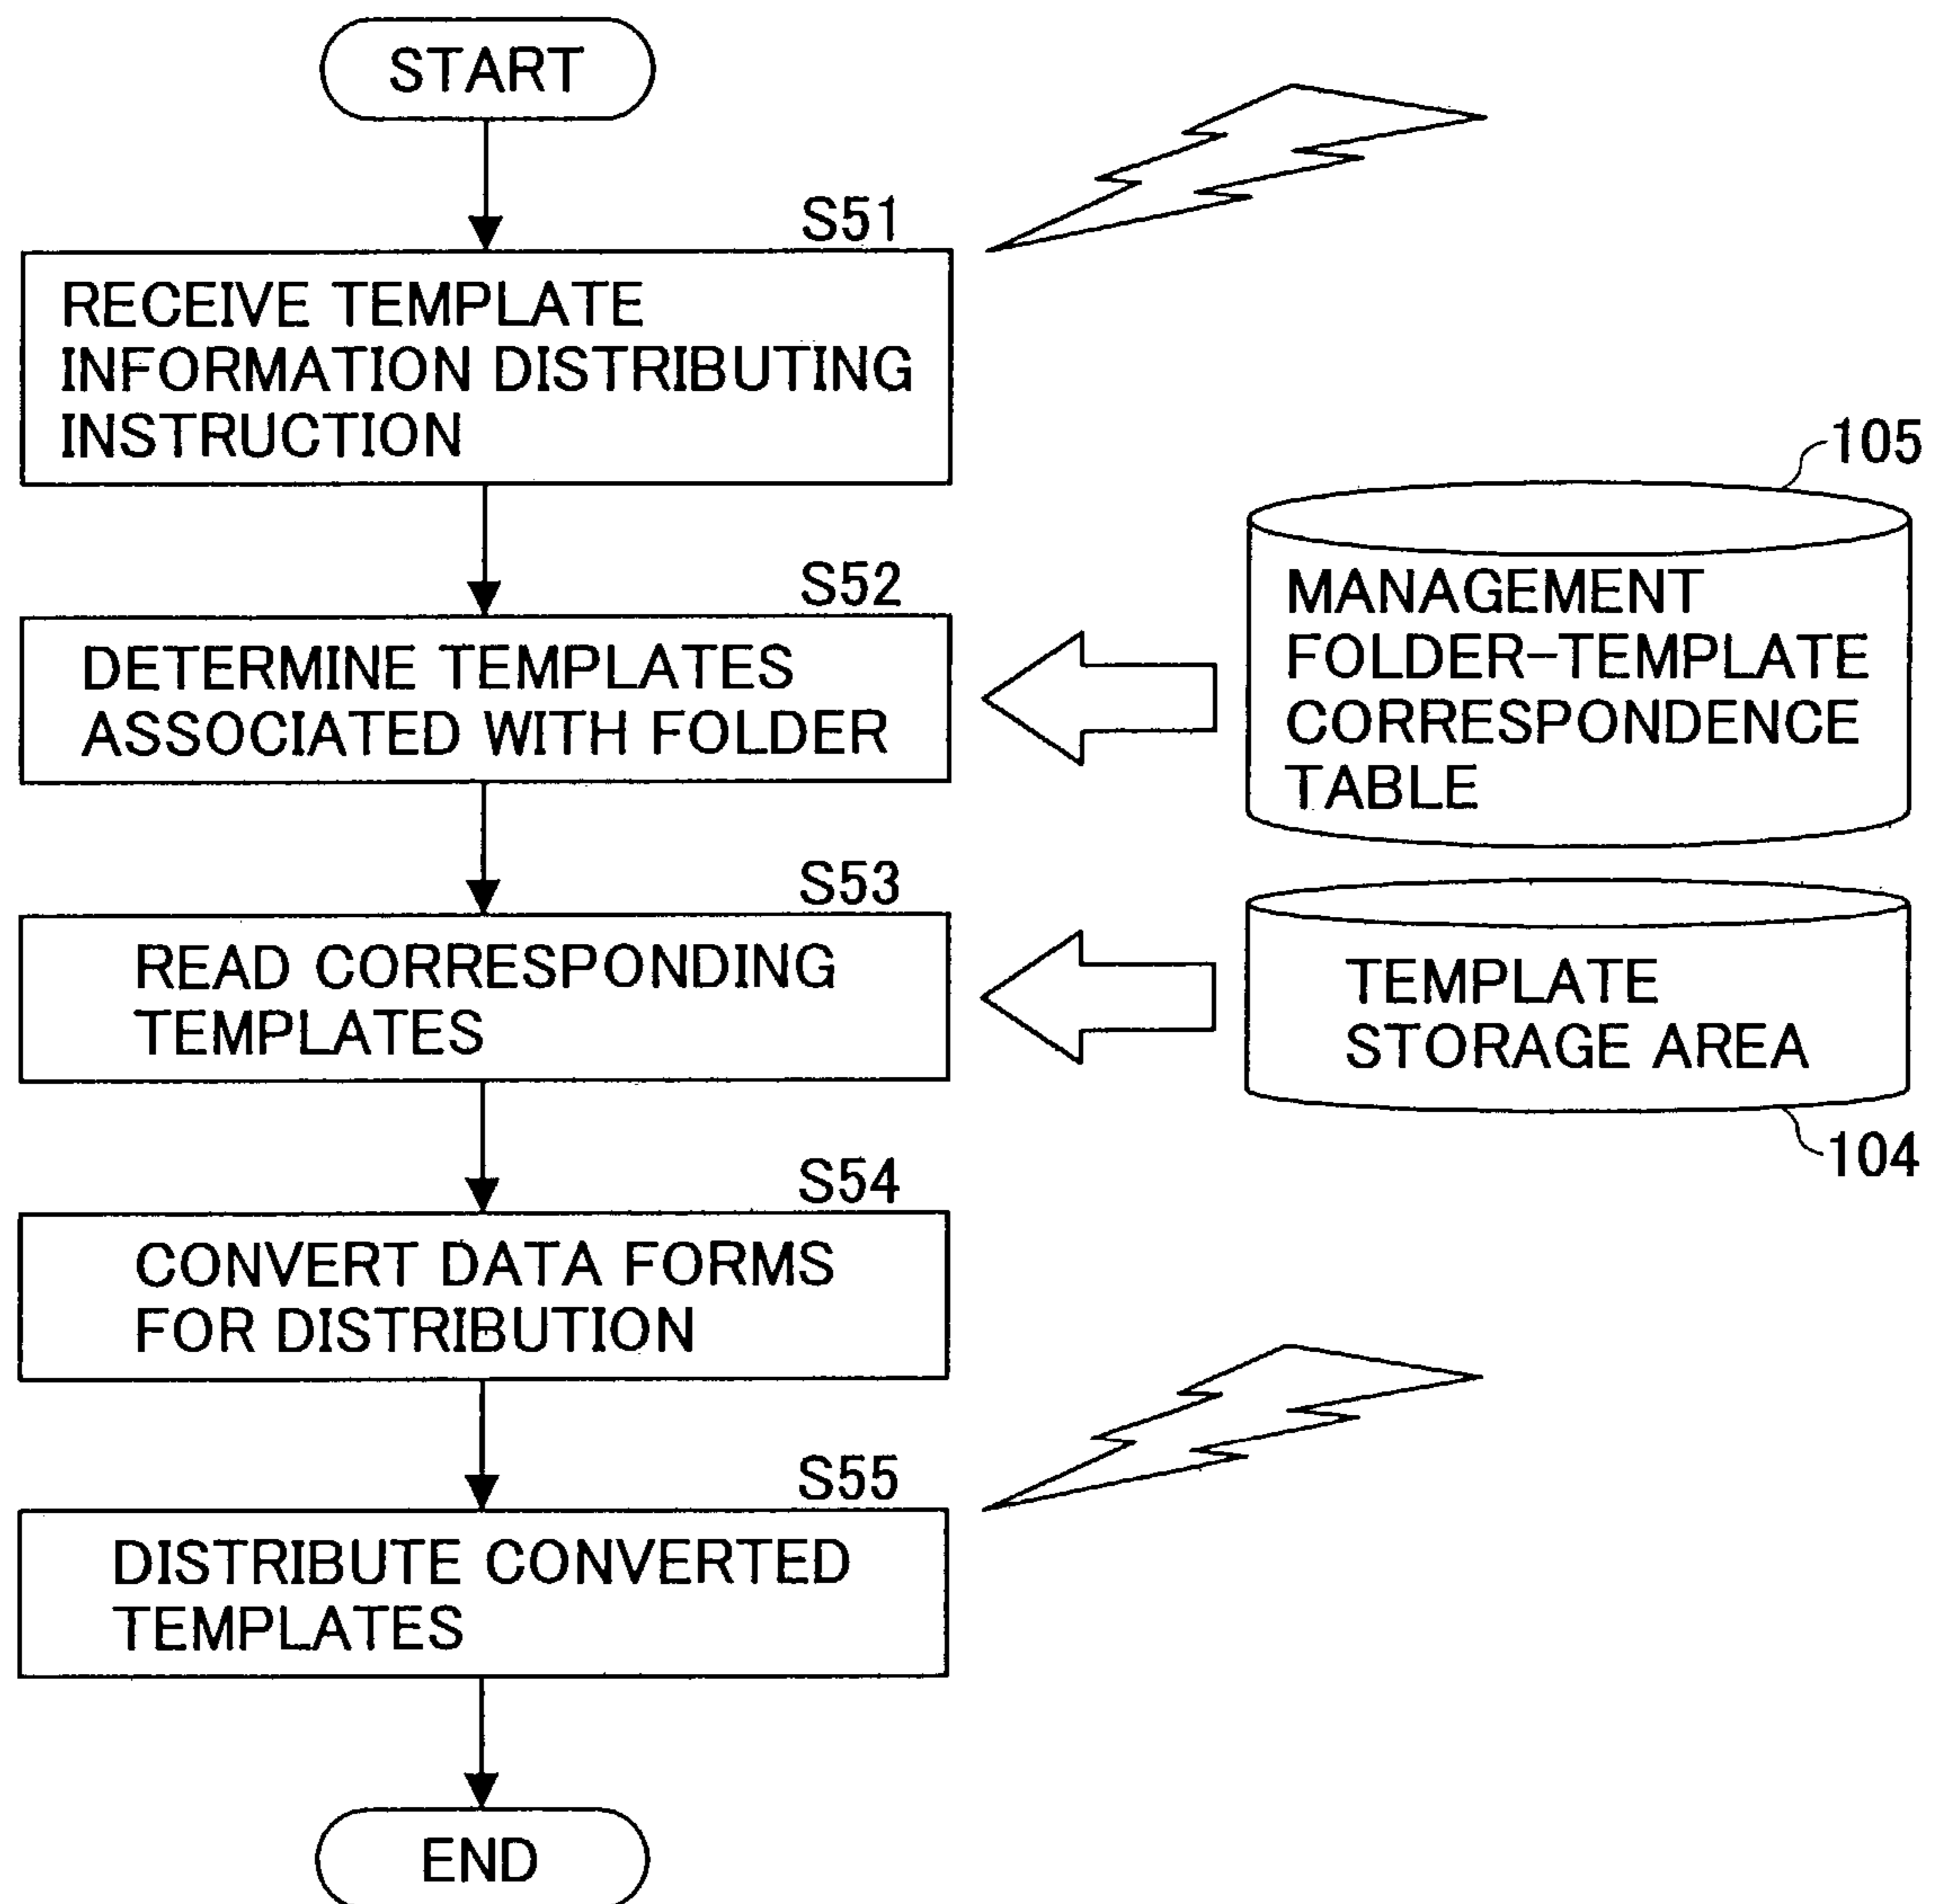 START
S51
RECEIVE TEMPLATE
INFORMATION DISTRIBUTING
INSTRUCTION
105
S52
DETERMINE TEMPLATES
ASSOCIATED WITH FOLDER
MANAGEMENT
FOLDER-TEMPLATE
CORRESPONDENCE
TABLE
S53
READ CORRESPONDING
TEMPLATES
TEMPLATE
STORAGE AREA
104
S54
CONVERT DATA FORMS
FOR DISTRIBUTION
S55
DISTRIBUTE CONVERTED
TEMPLATES
END